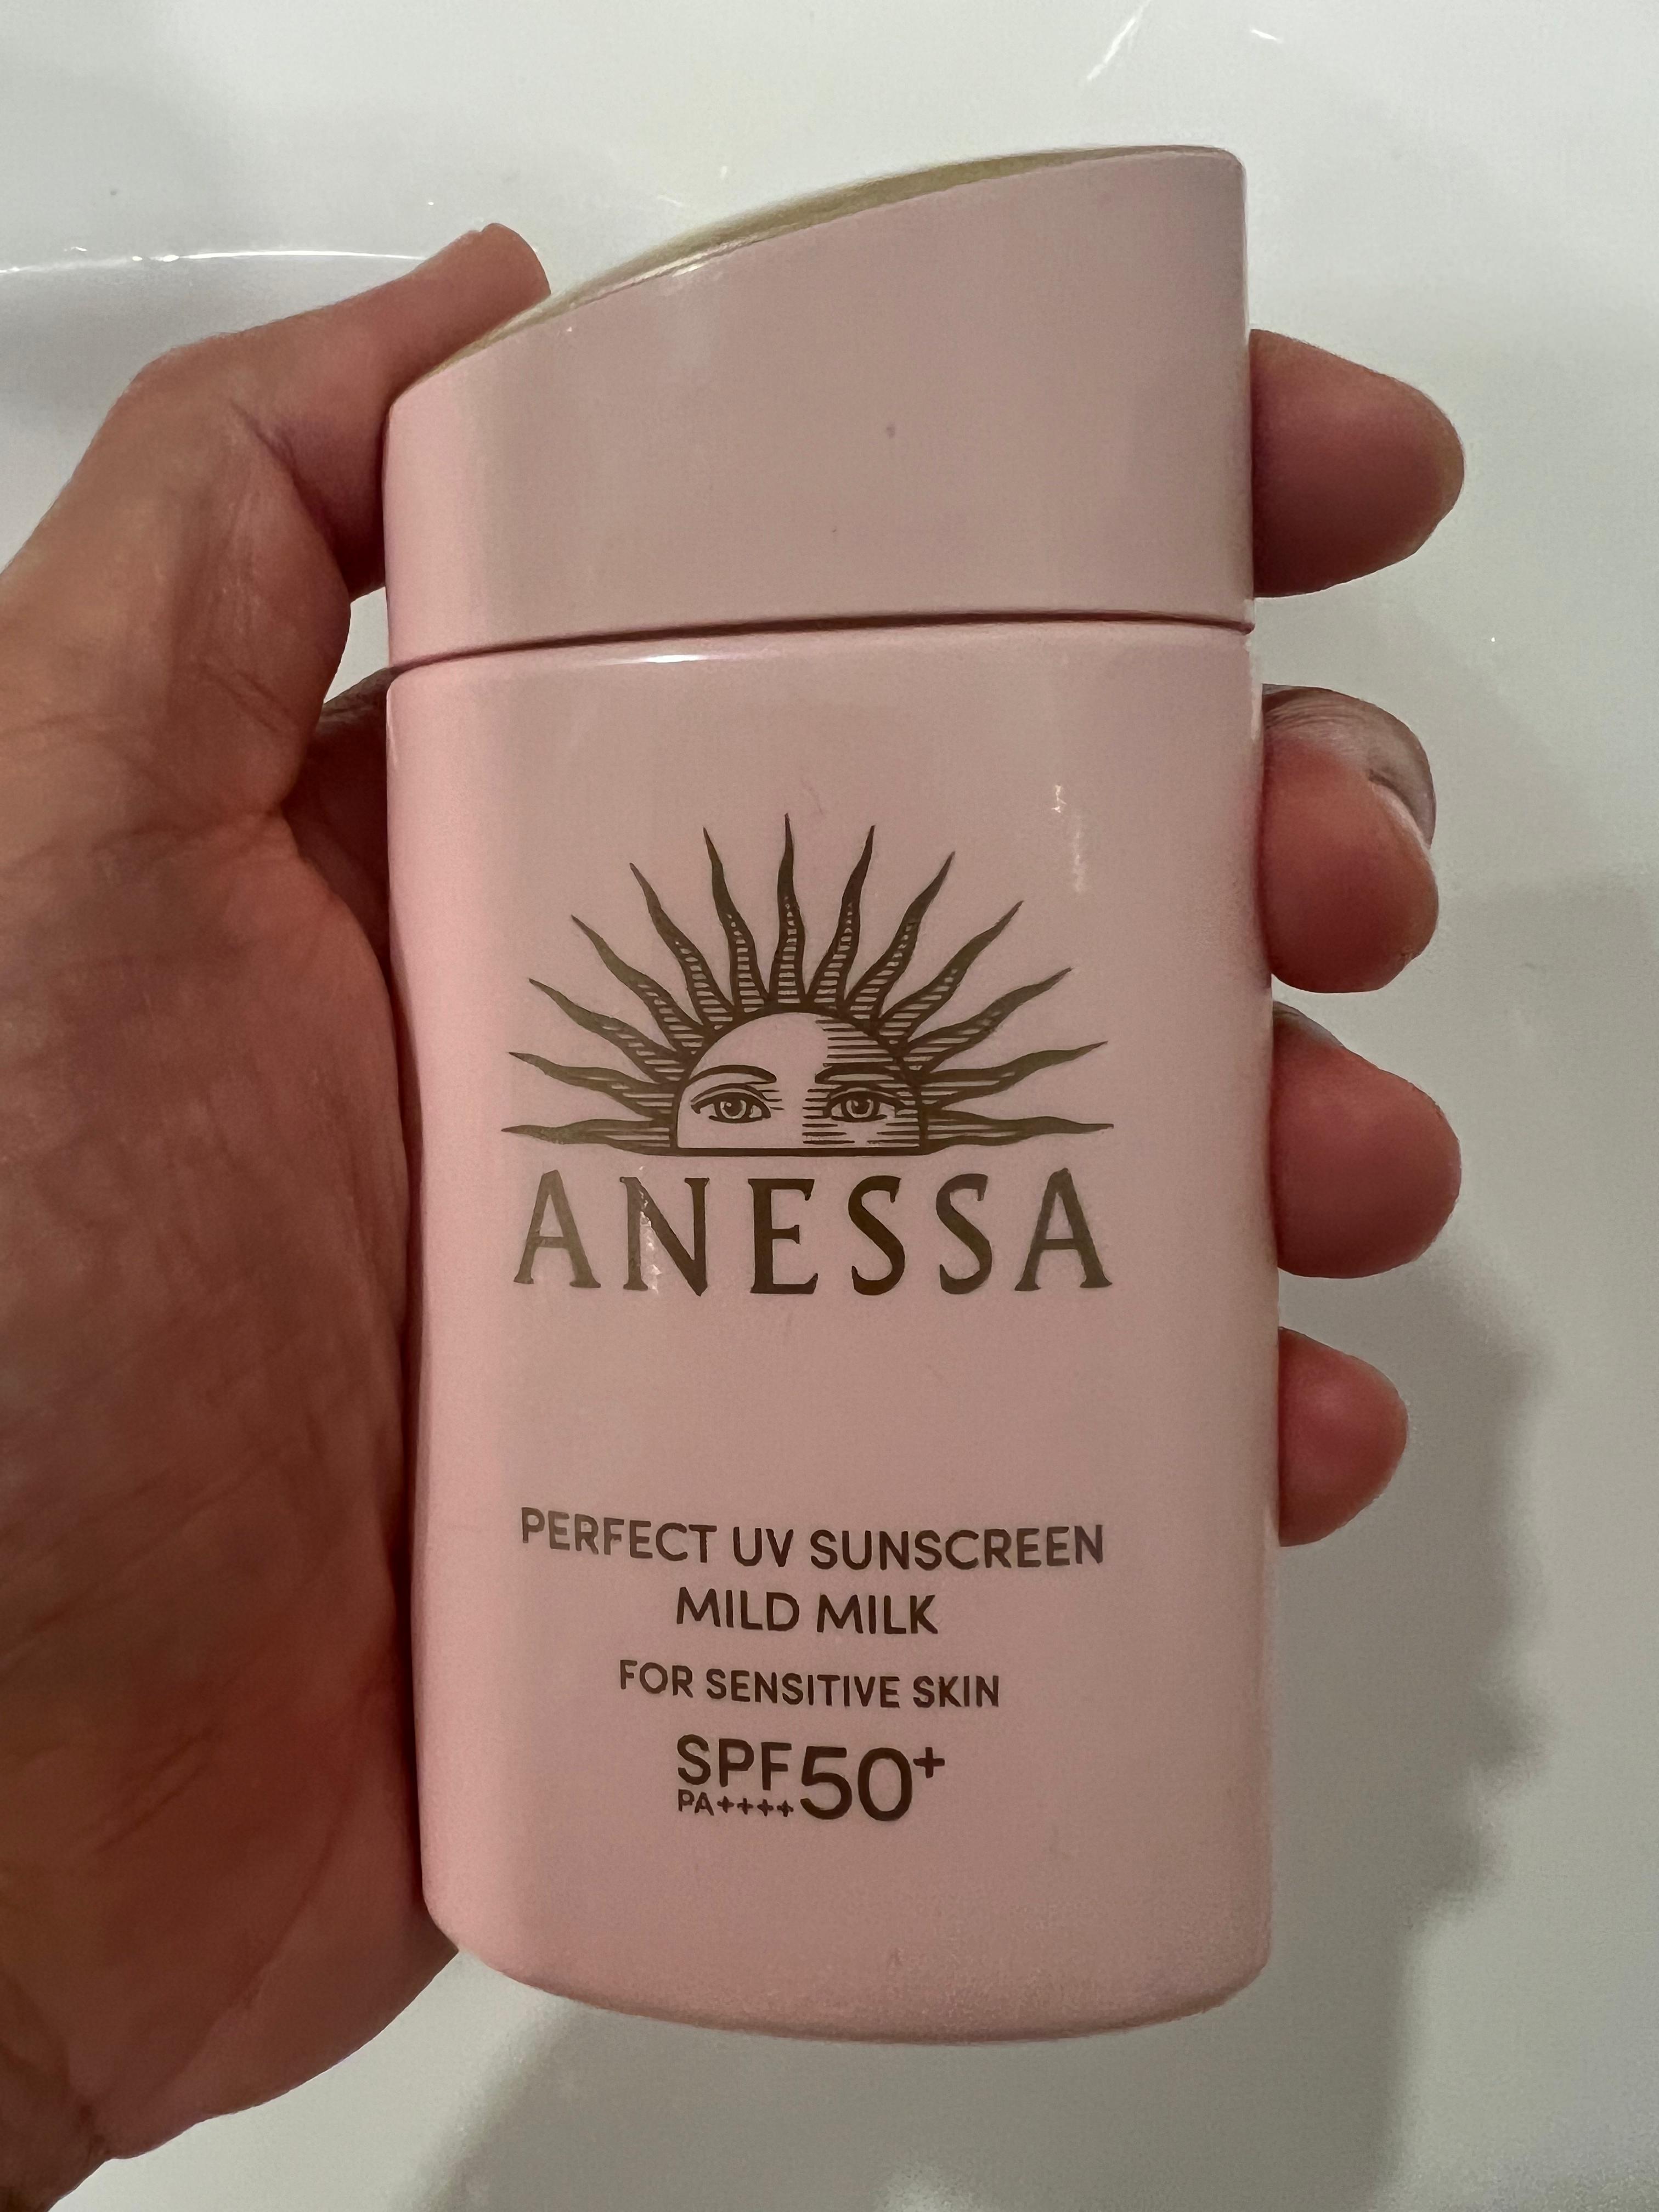 ANESSA
PERFECT UV SUNSCREEN
MILD MILK
FOR SENSITIVE SKIN
SPF50+
PA++++